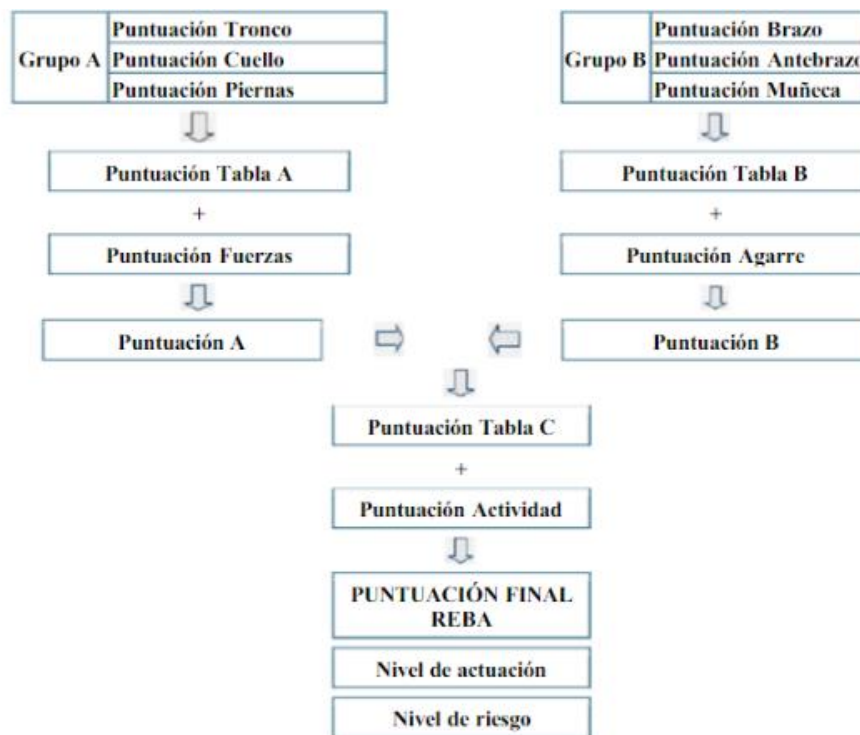 Grupo A
Puntuación Tronco
Puntuación Cuello
Puntuación Piernas
Grupo B
Puntuación Brazo
Puntuación Antebrazo
Puntuación Muñeca
Puntuación Tabla A
Puntuación Tabla B
+
+
Puntuación Fuerzas
Puntuación Agarre
Puntuación A
Puntuación B
Puntuación Tabla C
+
Puntuación Actividad
PUNTUACIÓN FINAL
REBA
Nivel de actuación
Nivel de riesgo